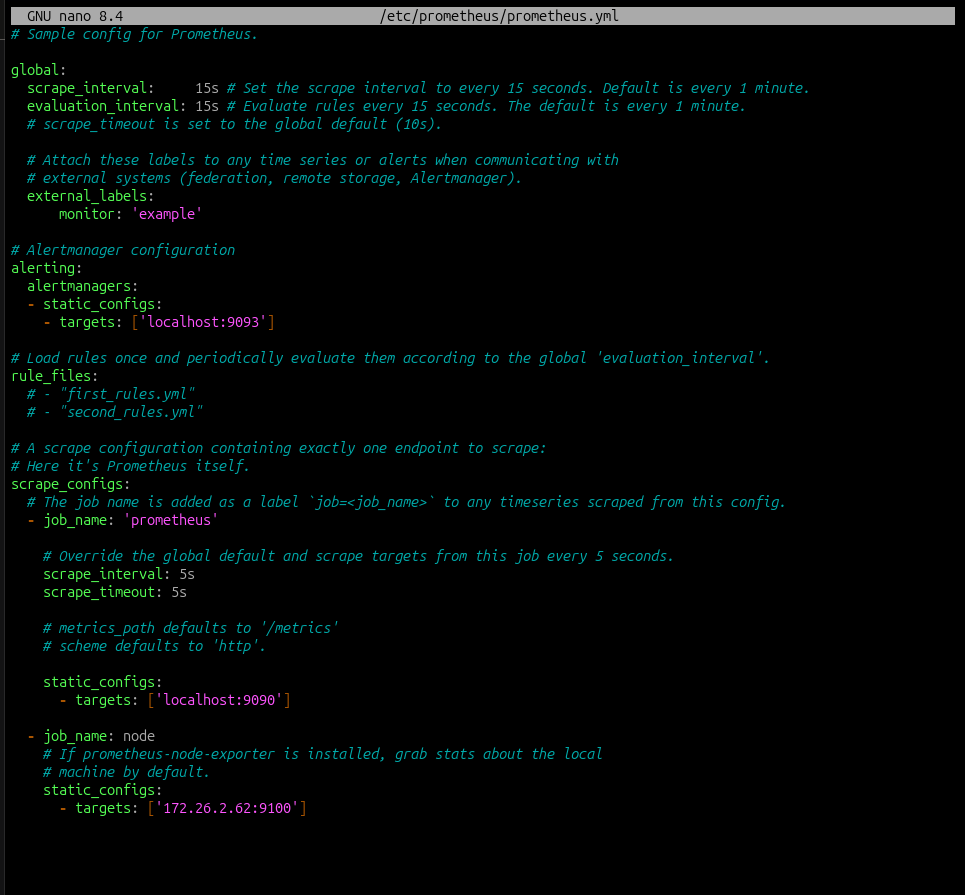 GNU nano 8.4 /etc/prometheus/prometheus.yml
# Sample config for Prometheus.

global:
  scrape_interval:     15s # Set the scrape interval to every 15 seconds. Default is every 1 minute.
  evaluation_interval: 15s # Evaluate rules every 15 seconds. The default is every 1 minute.
  # scrape_timeout is set to the global default (10s).

  # Attach these labels to any time series or alerts when communicating with
  # external systems (federation, remote storage, Alertmanager).
  external_labels:
      monitor: 'example'

# Alertmanager configuration
alerting:
  alertmanagers:
  - static_configs:
    - targets: ['localhost:9093']

# Load rules once and periodically evaluate them according to the global 'evaluation_interval'.
rule_files:
  # - "first_rules.yml"
  # - "second_rules.yml"

# A scrape configuration containing exactly one endpoint to scrape:
# Here it's Prometheus itself.
scrape_configs:
  # The job name is added as a label `job=<job_name>` to any timeseries scraped from this config.
  - job_name: 'prometheus'

    # Override the global default and scrape targets from this job every 5 seconds.
    scrape_interval: 5s
    scrape_timeout: 5s

    # metrics_path defaults to '/metrics'
    # scheme defaults to 'http'.

    static_configs:
      - targets: ['localhost:9090']

  - job_name: node
    # If prometheus-node-exporter is installed, grab stats about the local
    # machine by default.
    static_configs:
      - targets: ['172.26.2.62:9100']